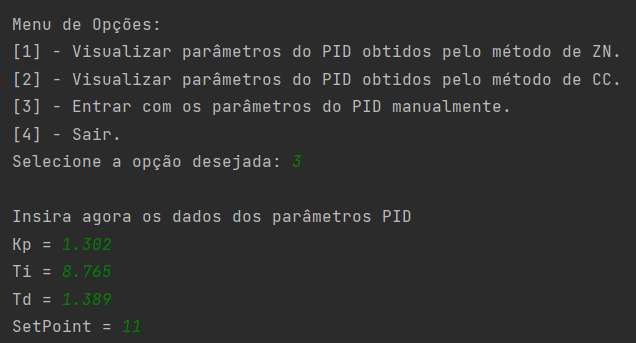 Menu de Opções:
[1] - Visualizar parâmetros do PID obtidos pelo método de ZN.
[2] - Visualizar parâmetros do PID obtidos pelo método de CC.
[3] - Entrar com os parâmetros do PID manualmente.
[4] - Sair.
Selecione a opção desejada: 3
Insira agora os dados dos parâmetros PID
Kp = 1.302
Ti = 8.765
Td = 1.389
SetPoint = 11